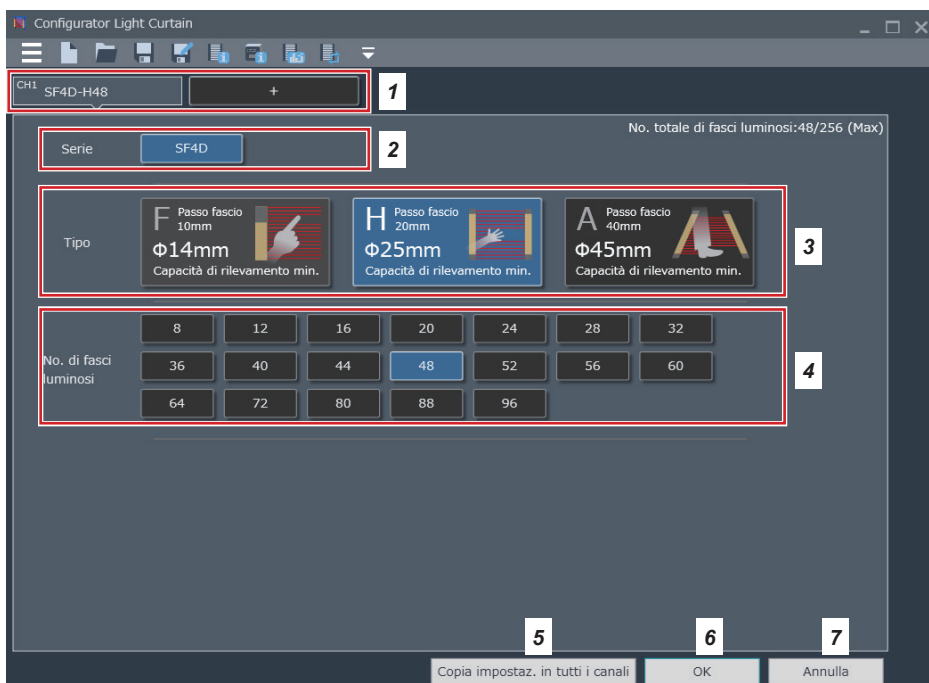 Configurator Light Curtain
CH1 SF4D-H48
+
1
No. totale di fasci luminosi:48/256 (Max)
Serie
SF4D
2
Tipo
F Passo fascio
10mm
Φ14mm
Capacità di rilevamento min.
H Passo fascio
20mm
Φ25mm
Capacità di rilevamento min.
A Passo fascio
40mm
Φ45mm
Capacità di rilevamento min.
3
No. di fasci
luminosi
8 12 16 20 24 28 32
36 40 44 48 52 56 60
64 72 80 88 96
4
5
6
7
Copia impostaz. in tutti i canali
OK
Annulla